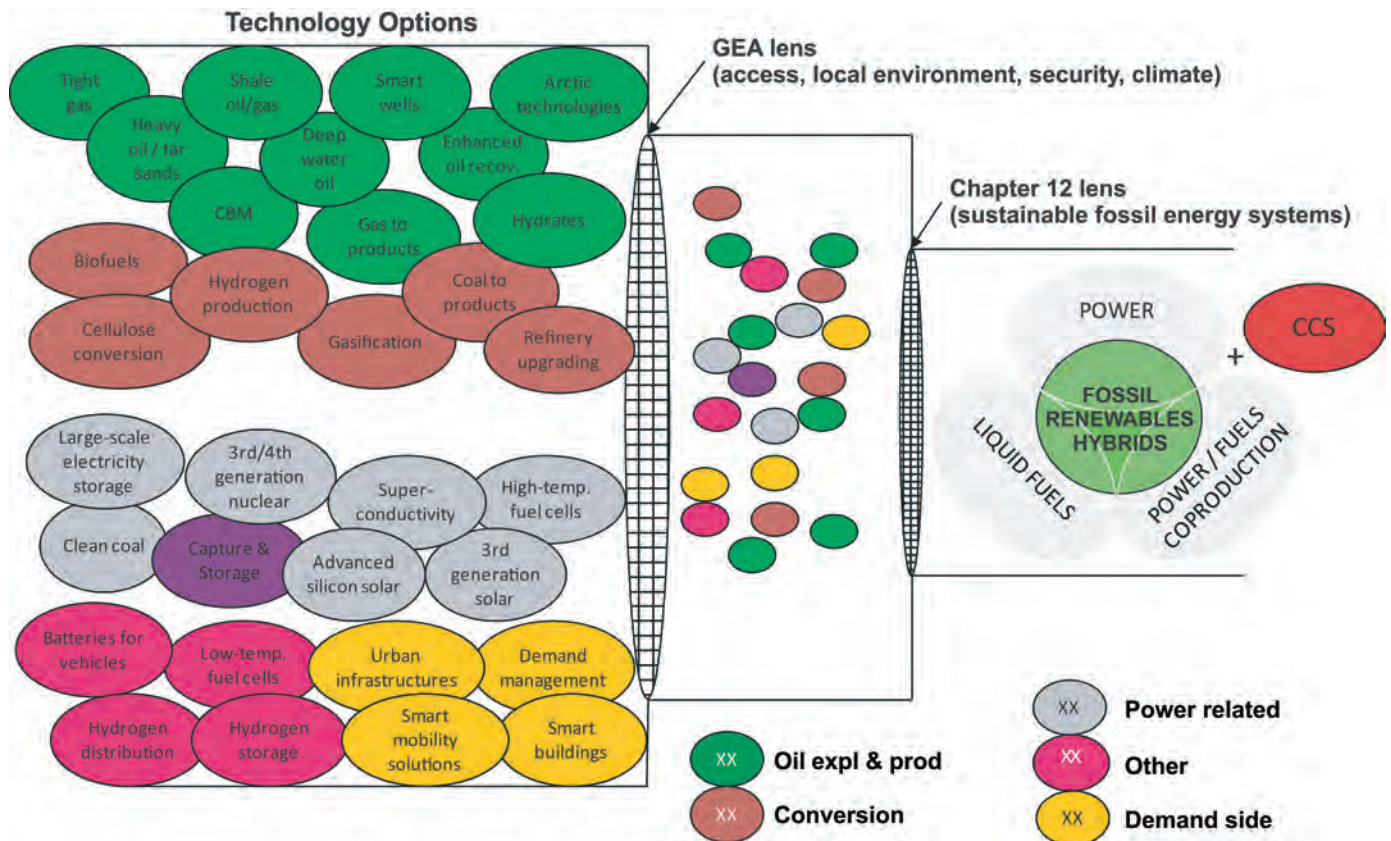 Technology Options
GEA lens
(access, local environment, security, climate)
Tight
gas
Shale
oil/gas
Smart
wells
Arctic
technologies
Heavy
oil / tar
sands
Deep
water
oil
Enhanced
oil recov.
CBM
Gas to
products
Hydrates
Chapter 12 lens
(sustainable fossil energy systems)
Biofuels
Hydrogen
production
Coal to
products
Cellulose
conversion
Gasification
Refinery
upgrading
POWER
+
CCS
FOSSIL
RENEWABLES
HYBRIDS
LIQUID FUELS
POWER / FUELS
COPRODUCTION
Large-scale
electricity
storage
3rd/4th
generation
nuclear
Super-
conductivity
High-temp.
fuel cells
Clean coal
Capture &
Storage
Advanced
silicon solar
3rd
generation
solar
Batteries for
vehicles
Low-temp.
fuel cells
Urban
infrastructures
Demand
management
Hydrogen
distribution
Hydrogen
storage
Smart
mobility
solutions
Smart
buildings
XX Oil expl & prod
XX Conversion
XX Power related
XX Other
XX Demand side